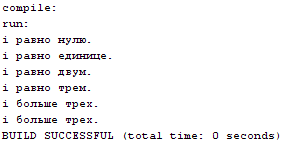 compile:
run:
i равно нулю.
i равно единице.
i равно двум.
i равно трем.
i больше трех.
i больше трех.
BUILD SUCCESSFUL (total time: 0 seconds)